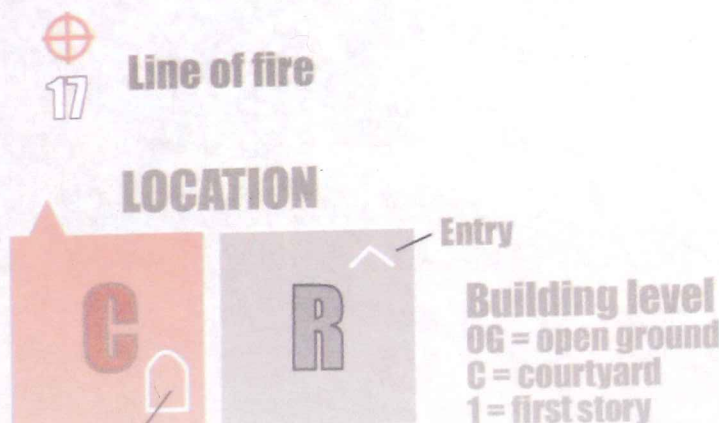 17
Line of fire
LOCATION
Entry
C
R
Building level
OG = open ground
C = courtyard
1 = first story